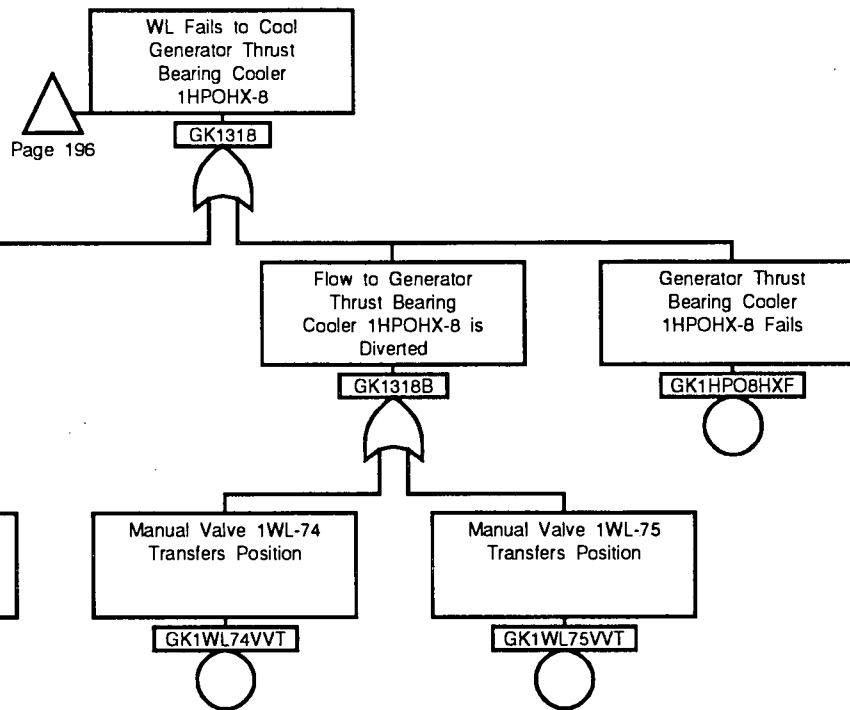 WL Fails to Cool
Generator Thrust
Bearing Cooler
1HPOHX-8
Page 196
GK1318
Flow to Generator
Thrust Bearing
Cooler 1HPOHX-8 is
Diverted
GK1318B
Generator Thrust
Bearing Cooler
1HPOHX-8 Fails
GK1HPO8HXF
Manual Valve 1WL-74
Transfers Position
GK1WL74VVT
Manual Valve 1WL-75
Transfers Position
GK1WL75VVT